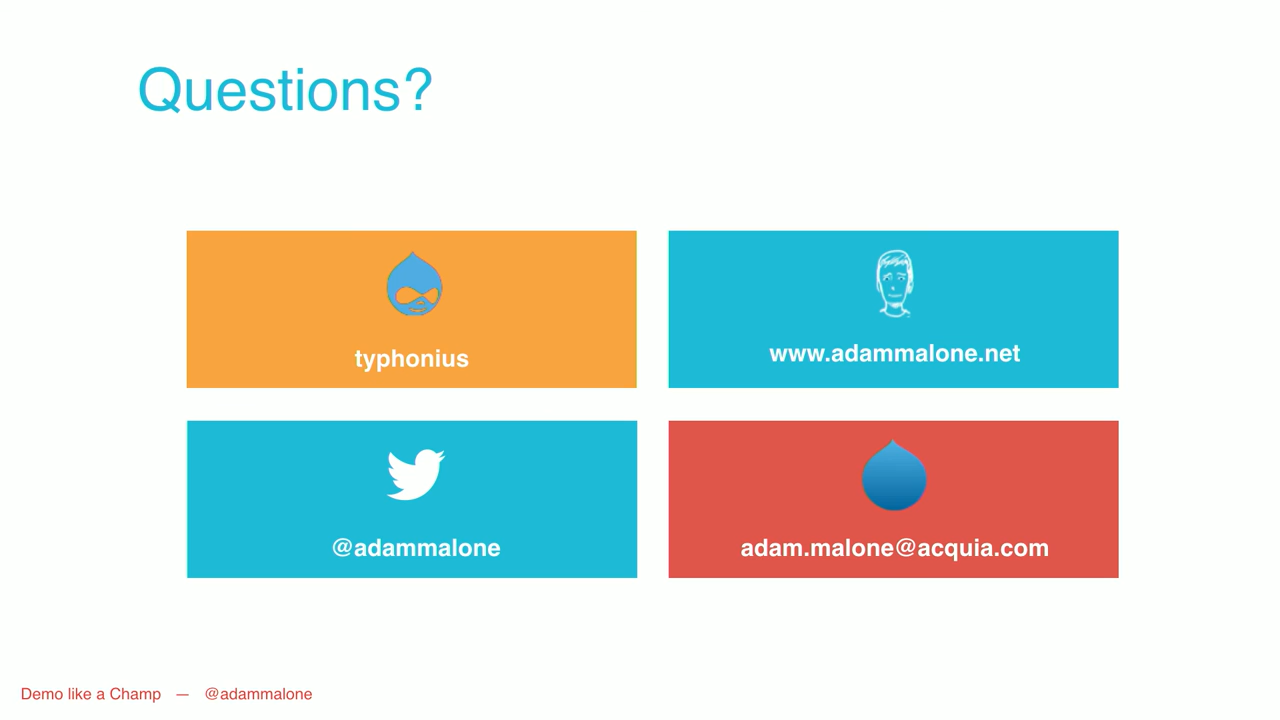 Questions?
typhonius
www.adammalone.net
@adammalone
adam.malone@acquia.com
Demo like a Champ — @adammalone